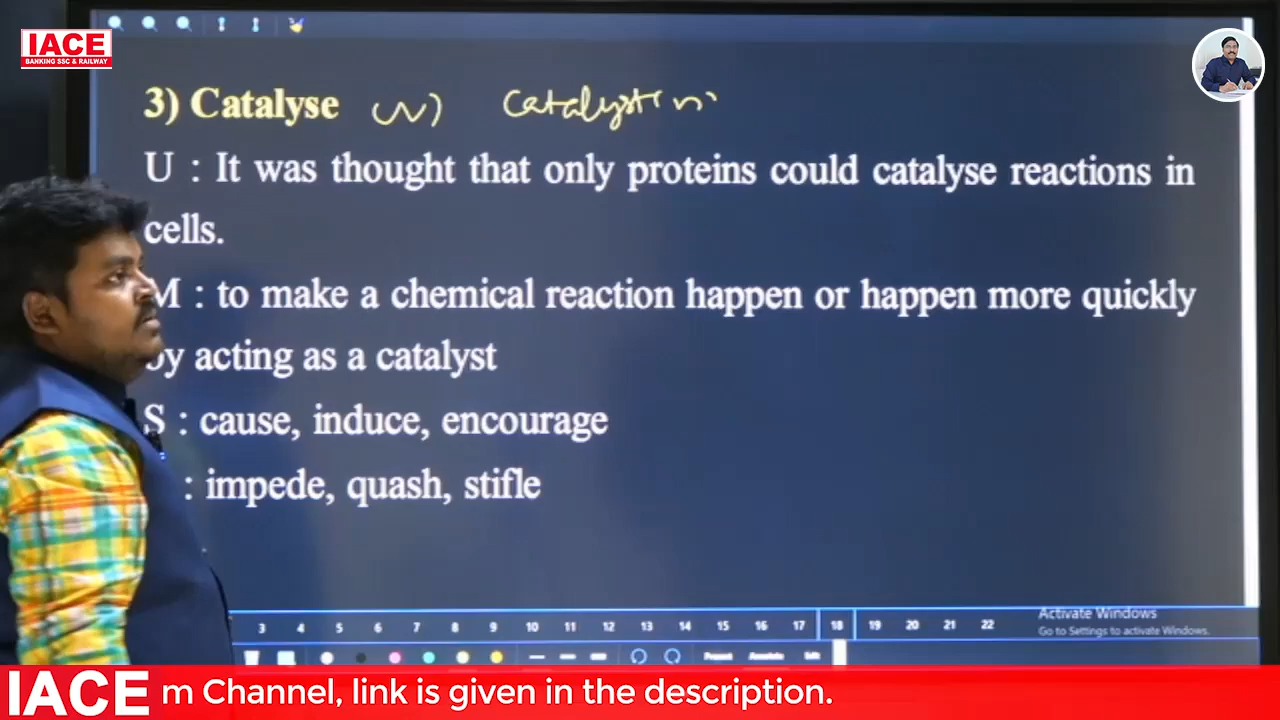 IACE
BANKING SSC & RAILWAY
3) Catalyse v) Catalyst n
U : It was thought that only proteins could catalyse reactions in
cells.
M : to make a chemical reaction happen or happen more quickly
by acting as a catalyst
S : cause, induce, encourage
: impede, quash, stifle
3 4 5 6 7 8 9 10 11 12 13 14 15 16 17 18 19 20 21 22
Activate Windows
Go to Settings to activate Windows.
Present Annotate Edit
IACE m Channel, link is given in the description.